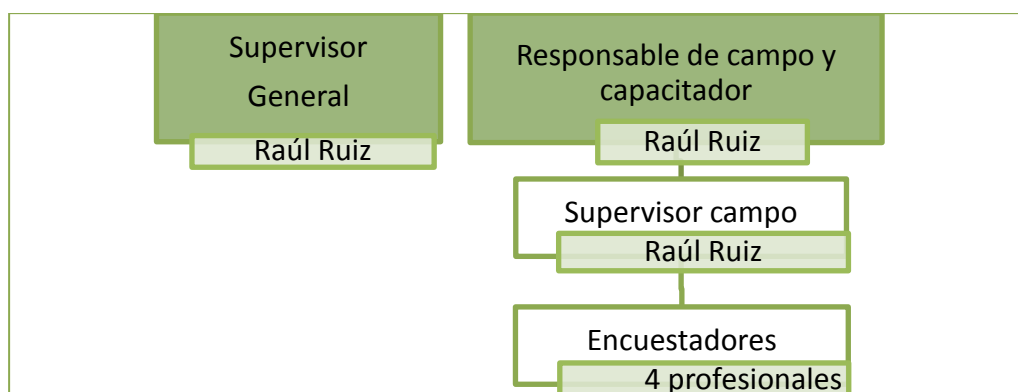 Supervisor
General
Raúl Ruiz
Responsable de campo y
capacitador
Raúl Ruiz
Supervisor campo
Raúl Ruiz
Encuestadores
4 profesionales